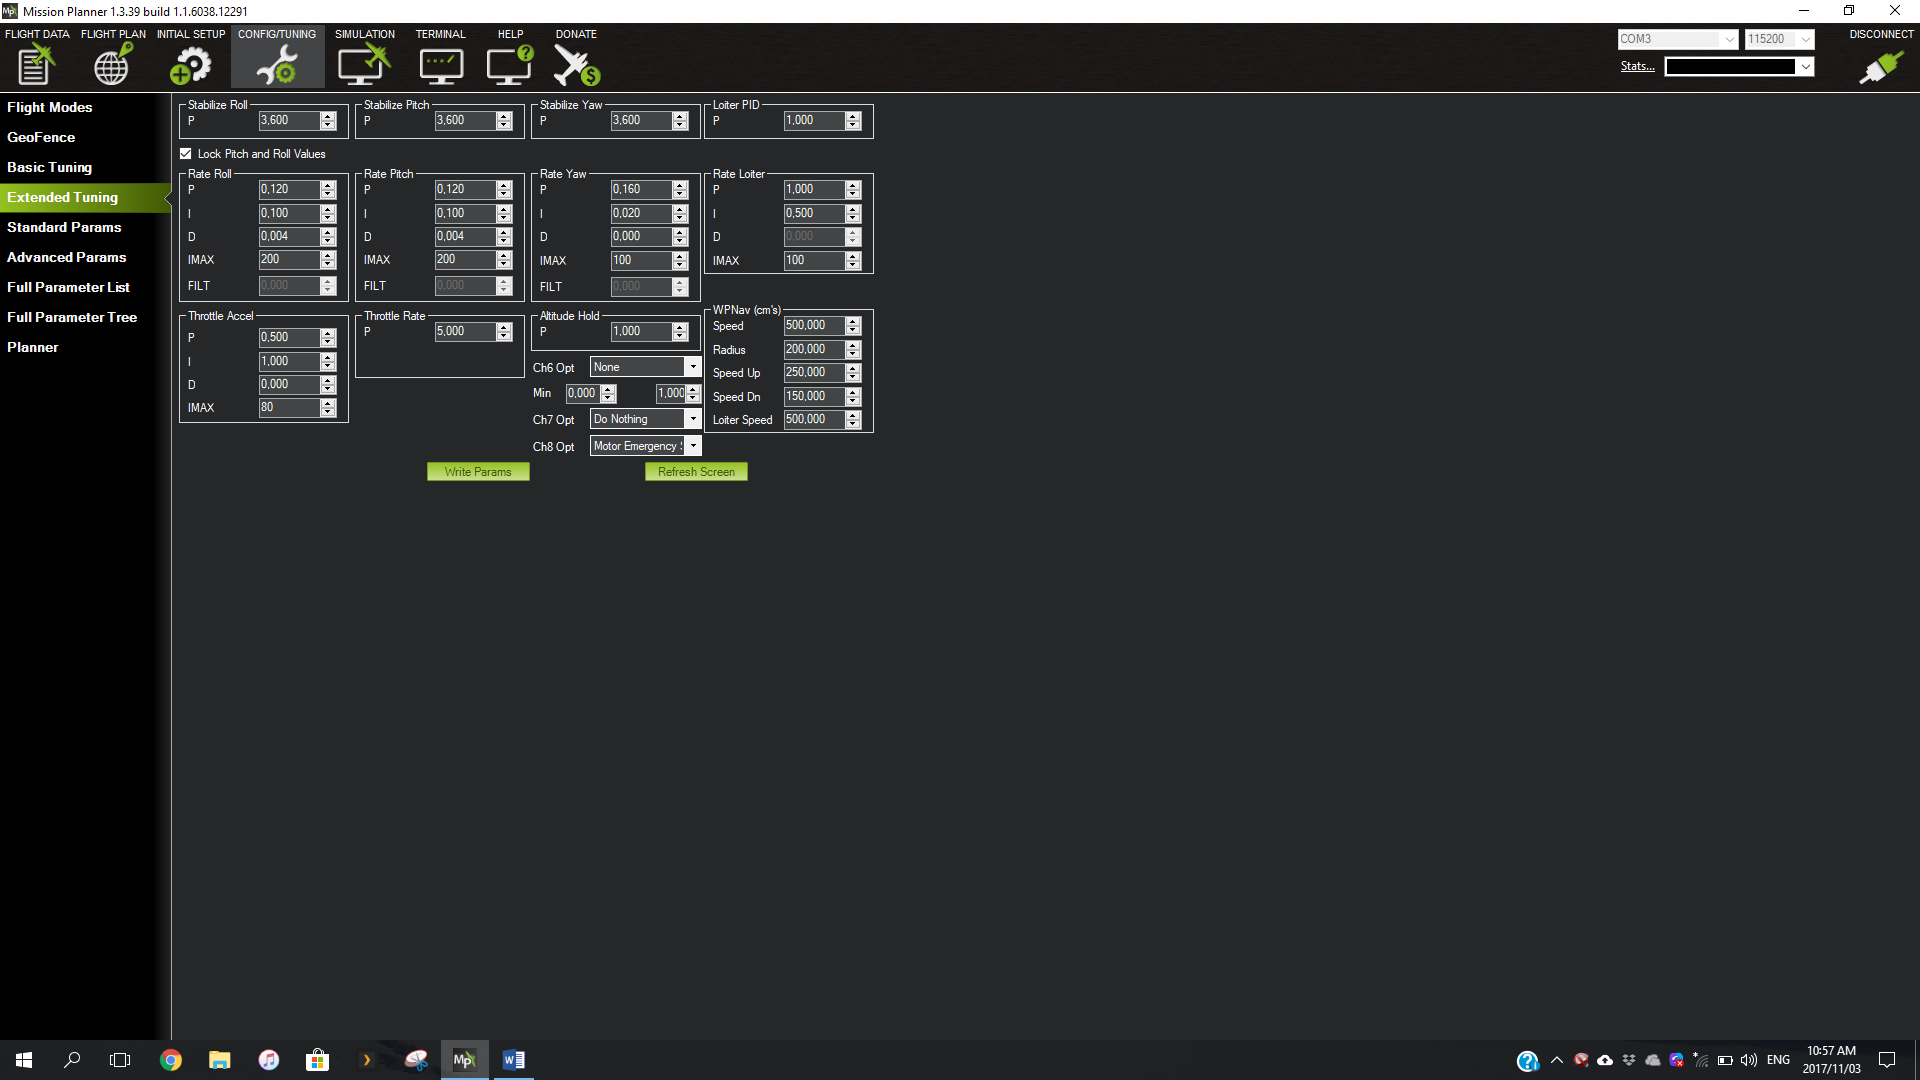 Mission Planner 1.3.39 build 1.1.6038.12291
FLIGHT DATA FLIGHT PLAN INITIAL SETUP CONFIG/TUNING SIMULATION TERMINAL HELP DONATE
COM3 115200 DISCONNECT
Stats...
Flight Modes
GeoFence
Basic Tuning
Extended Tuning
Standard Params
Advanced Params
Full Parameter List
Full Parameter Tree
Planner
Stabilize Roll
P 3,600
Stabilize Pitch
P 3,600
Stabilize Yaw
P 3,600
Loiter PID
P 1,000
Lock Pitch and Roll Values
Rate Roll
P 0,120
I 0,100
D 0,004
IMAX 200
FILT 0,000
Rate Pitch
P 0,120
I 0,100
D 0,004
IMAX 200
FILT 0,000
Rate Yaw
P 0,160
I 0,020
D 0,000
IMAX 100
FILT 0,000
Rate Loiter
P 1,000
I 0,500
D 0,000
IMAX 100
Throttle Accel
P 0,500
I 1,000
D 0,000
IMAX 80
Throttle Rate
P 5,000
Altitude Hold
P 1,000
Ch6 Opt None
Min 0,000 1,000
Ch7 Opt Do Nothing
Ch8 Opt Motor Emergency
WPNav (cm's)
Speed 500,000
Radius 200,000
Speed Up 250,000
Speed Dn 150,000
Loiter Speed 500,000
Write Params Refresh Screen
ENG
10:57 AM
2017/11/03